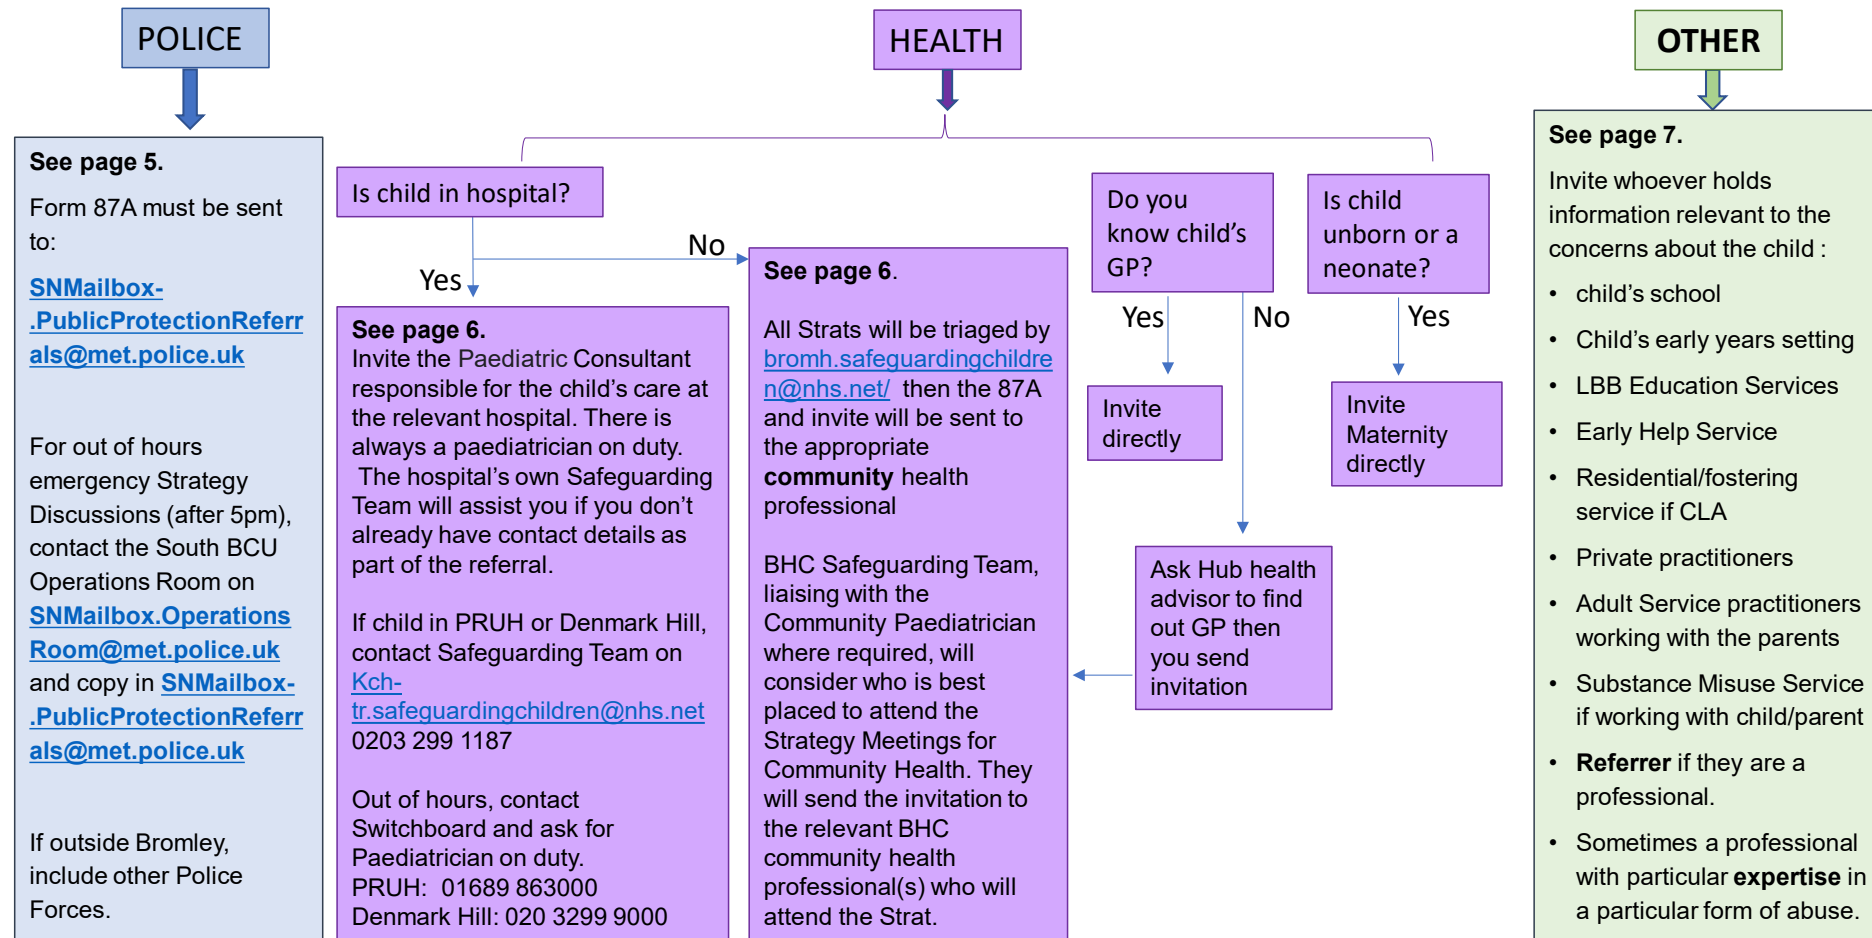 POLICE
See page 5.
Form 87A must be sent
to:
SNMailbox-
.PublicProtectionReferr
als@met.police.uk
For out of hours
emergency Strategy
Discussions (after 5pm),
contact the South BCU
Operations Room on
SNMailbox.Operations
Room@met.police.uk
and copy in SNMailbox-
.PublicProtectionReferr
als@met.police.uk
If outside Bromley,
include other Police
Forces.
HEALTH
Is child in hospital?
Yes
No
See page 6.
Invite the Paediatric Consultant
responsible for the child’s care at
the relevant hospital. There is
always a paediatrician on duty.
The hospital’s own Safeguarding
Team will assist you if you don’t
already have contact details as
part of the referral.
If child in PRUH or Denmark Hill,
contact Safeguarding Team on
Kch-
tr.safeguardingchildren@nhs.net
0203 299 1187
Out of hours, contact
Switchboard and ask for
Paediatrician on duty.
PRUH: 01689 863000
Denmark Hill: 020 3299 9000
See page 6.
All Strats will be triaged by
bromh.safeguardingchildre
n@nhs.net/ then the 87A
and invite will be sent to
the appropriate
community health
professional
BHC Safeguarding Team,
liaising with the
Community Paediatrician
where required, will
consider who is best
placed to attend the
Strategy Meetings for
Community Health. They
will send the invitation to
the relevant BHC
community health
professional(s) who will
attend the Strat.
Do you
know child’s
GP?
Yes
No
Invite
directly
Ask Hub health
advisor to find
out GP then
you send
invitation
Is child
unborn or a
neonate?
Yes
Invite
Maternity
directly
OTHER
See page 7.
Invite whoever holds
information relevant to the
concerns about the child :
• child’s school
• Child’s early years setting
• LBB Education Services
• Early Help Service
• Residential/fostering
service if CLA
• Private practitioners
• Adult Service practitioners
working with the parents
• Substance Misuse Service
if working with child/parent
• Referrer if they are a
professional.
• Sometimes a professional
with particular expertise in
a particular form of abuse.